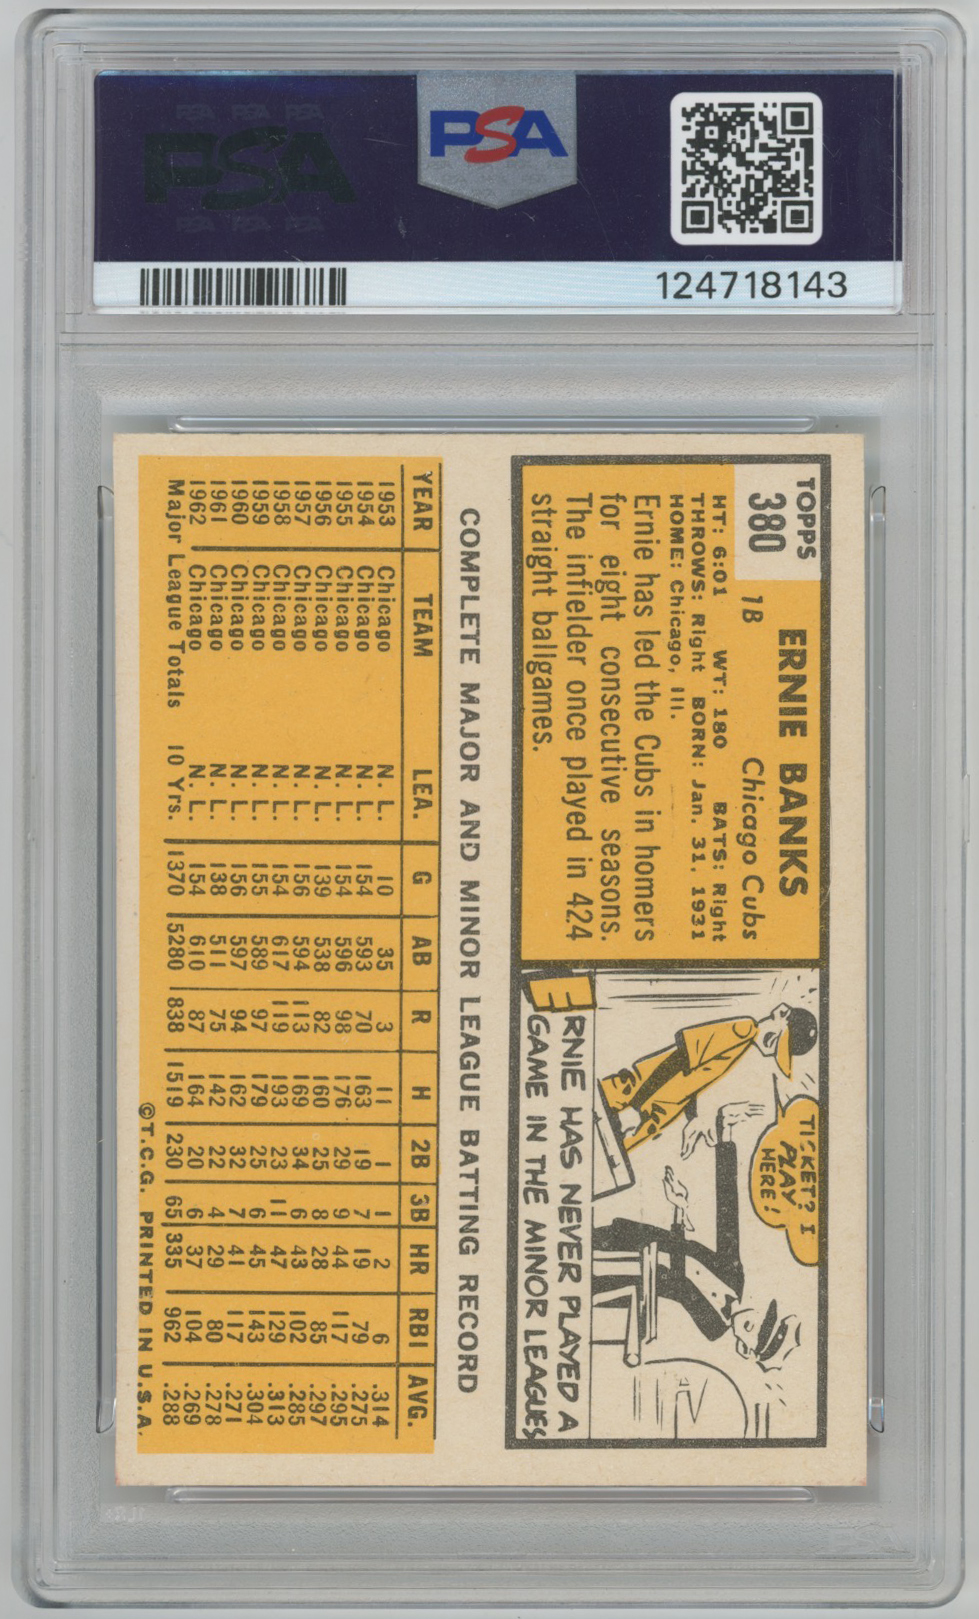 PSA PSA PSA
PSA
PSA PSA PSA
PSA
124718143
TOPPS
380
ERNIE BANKS
1B Chicago Cubs
HT: 6:01 WT: 180 BATS: Right
THROWS: Right BORN: Jan. 31, 1931
HOME: Chicago, Ill.
Ernie has led the Cubs in homers
for eight consecutive seasons.
The infielder once played in 424
straight ballgames.
TICKET? I
PLAY
HERE!
ERNIE HAS NEVER PLAYED A
GAME IN THE MINOR LEAGUES
COMPLETE MAJOR AND MINOR LEAGUE BATTING RECORD
YEAR TEAM LEA. G AB R H 2B 3B HR RBI AVG.
1953 Chicago N. L. 10 35 3 11 1 1 2 6 .314
1954 Chicago N. L. 154 593 70 163 19 7 19 79 .275
1955 Chicago N. L. 154 596 98 176 29 9 44 117 .295
1956 Chicago N. L. 139 538 82 160 25 8 28 85 .297
1957 Chicago N. L. 156 594 113 169 34 6 43 102 .285
1958 Chicago N. L. 154 617 119 193 23 11 47 129 .313
1959 Chicago N. L. 155 589 97 179 25 6 45 143 .304
1960 Chicago N. L. 156 597 94 162 32 7 41 117 .271
1961 Chicago N. L. 138 511 75 142 22 4 29 80 .278
1962 Chicago N. L. 154 610 87 164 20 6 37 104 .269
Major League Totals 10 Yrs. 1370 5280 838 1519 230 65 335 962 .288
©T.C.G. PRINTED IN U.S.A.